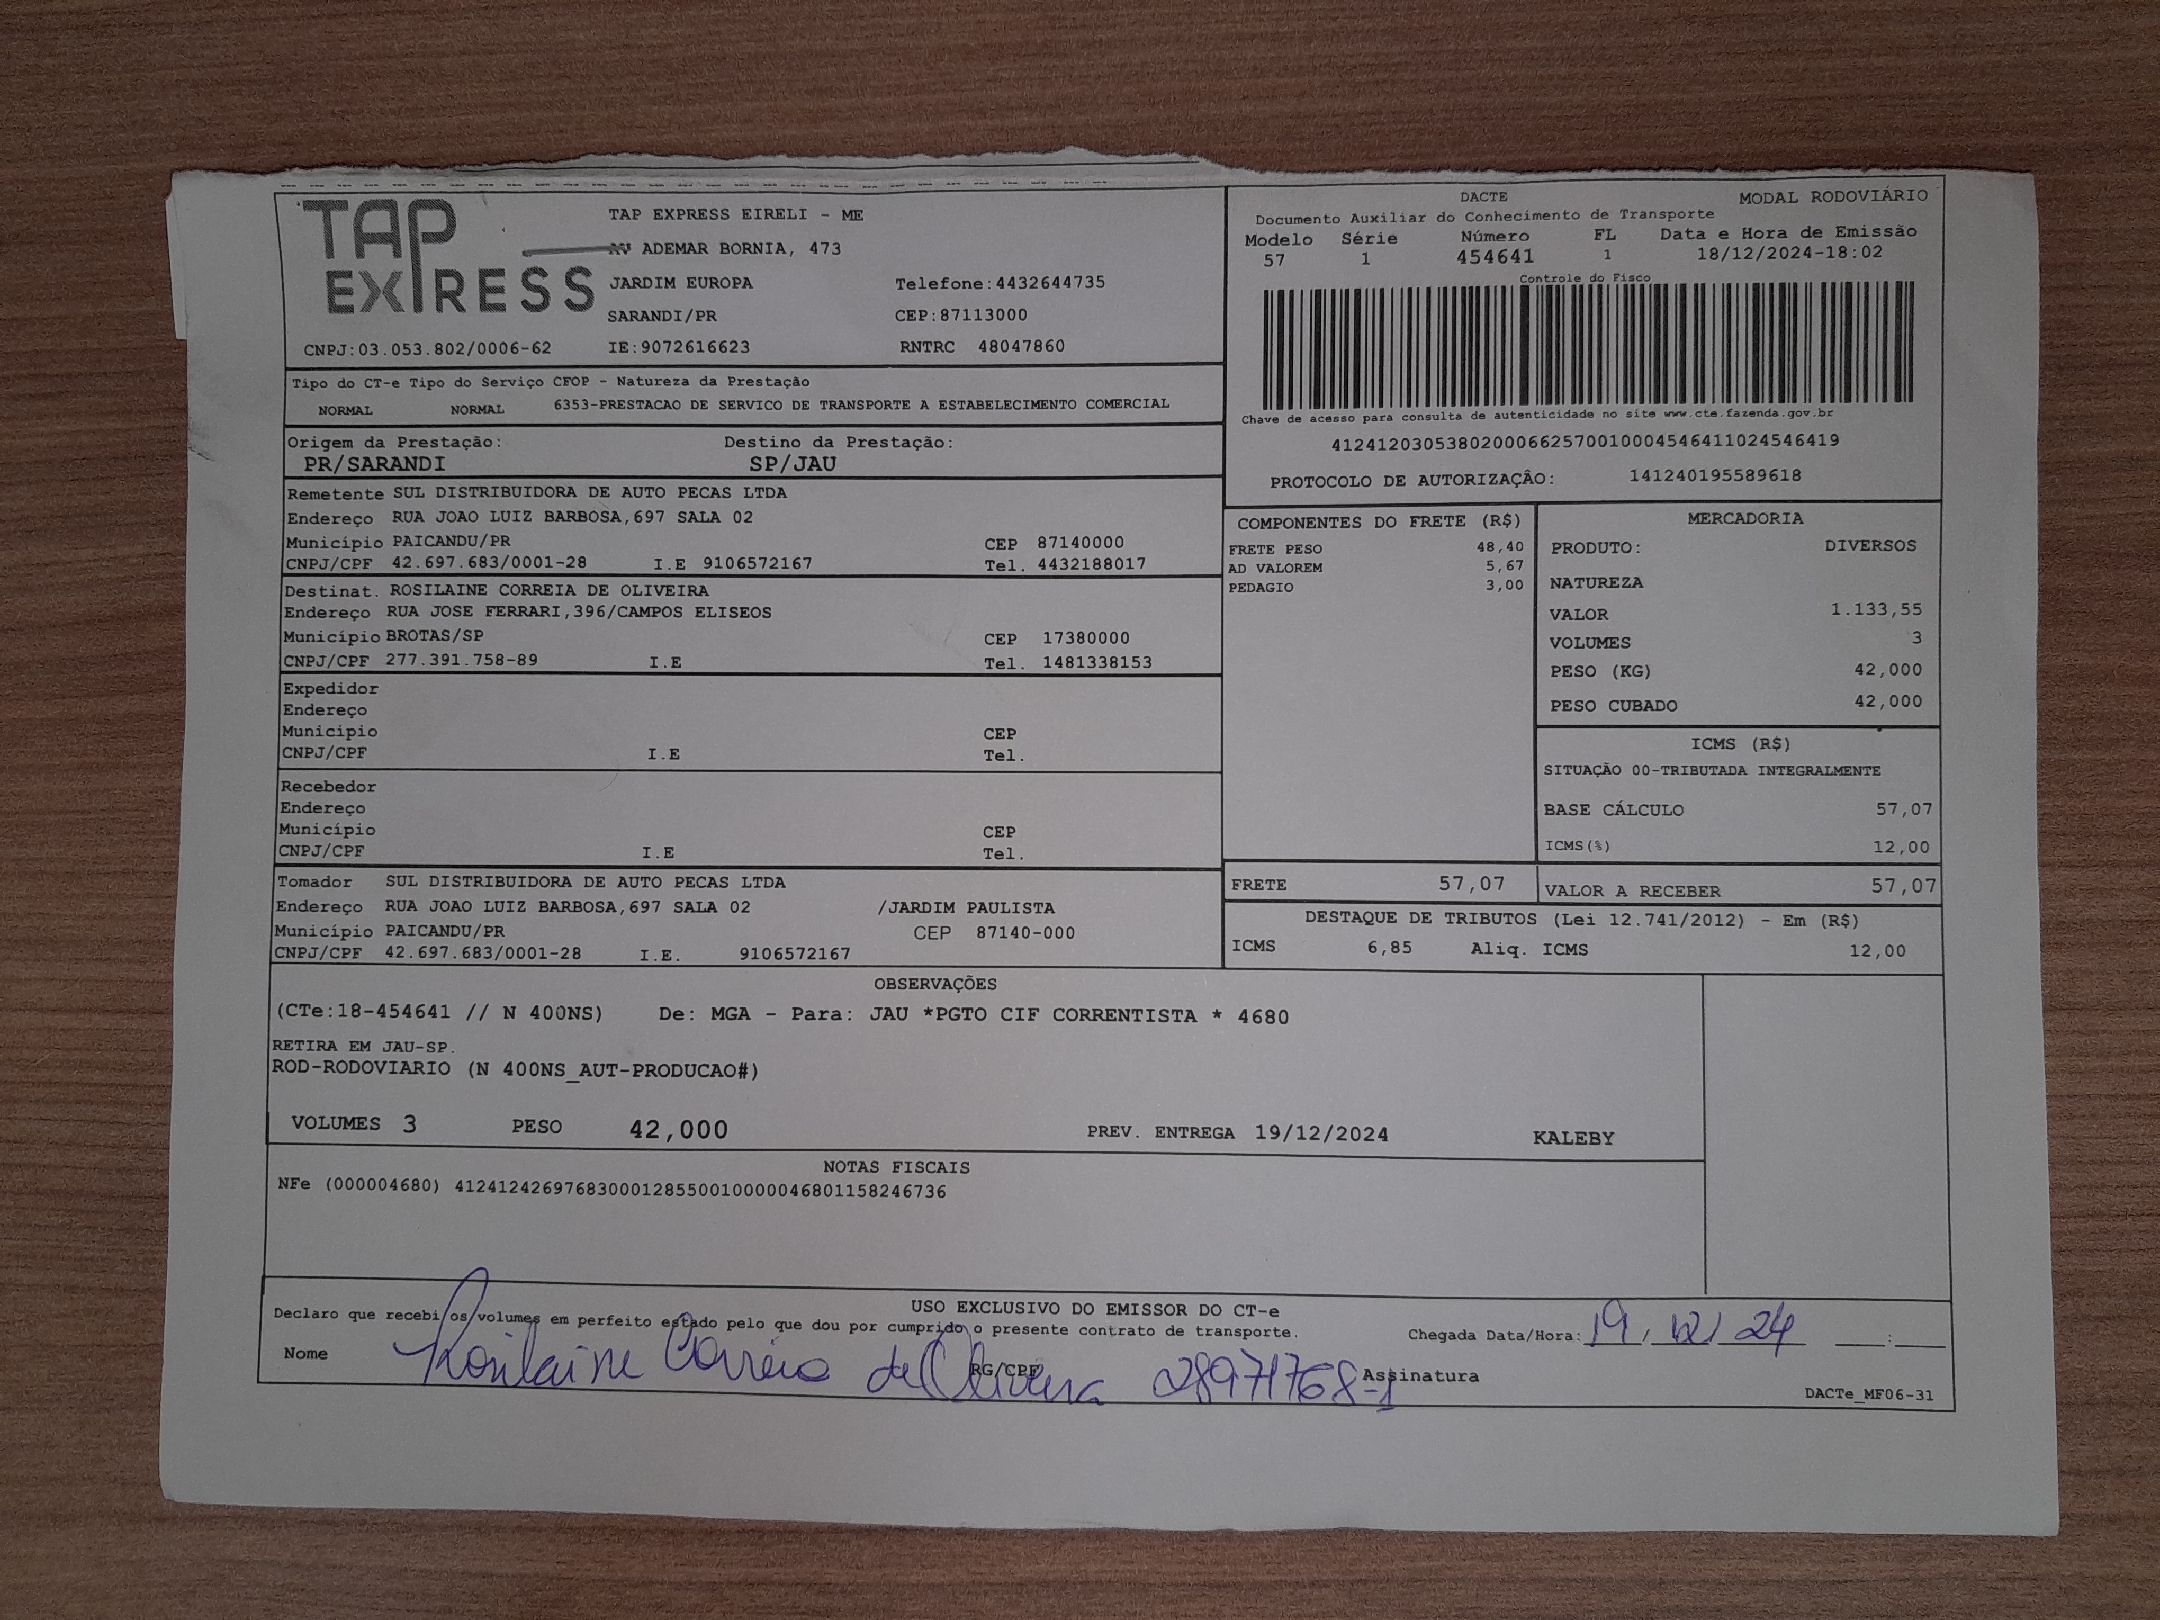 TAP EXPRESS
TAP EXPRESS EIRELI - ME
AV ADEMAR BORNIA, 473
JARDIM EUROPA Telefone:4432644735
SARANDI/PR CEP:87113000
CNPJ:03.053.802/0006-62 IE:9072616623 RNTRC 48047860
DACTE MODAL RODOVIÁRIO
Documento Auxiliar do Conhecimento de Transporte
Modelo Série Número FL Data e Hora de Emissão
57 1 454641 1 18/12/2024-18:02
Controle do Fisco
Chave de acesso para consulta de autenticidade no site www.cte.fazenda.gov.br
41241203053802000662570010004546411024546419
PROTOCOLO DE AUTORIZAÇÂO: 141240195589618
Tipo do CT-e Tipo do Serviço CFOP - Natureza da Prestação
NORMAL NORMAL 6353-PRESTACAO DE SERVICO DE TRANSPORTE A ESTABELECIMENTO COMERCIAL
Origem da Prestação: Destino da Prestação:
PR/SARANDI SP/JAU
Remetente SUL DISTRIBUIDORA DE AUTO PECAS LTDA
Endereço RUA JOAO LUIZ BARBOSA,697 SALA 02
Município PAICANDU/PR CEP 87140000
CNPJ/CPF 42.697.683/0001-28 I.E 9106572167 Tel. 4432188017
Destinat. ROSILAINE CORREIA DE OLIVEIRA
Endereço RUA JOSE FERRARI,396/CAMPOS ELISEOS
Município BROTAS/SP CEP 17380000
CNPJ/CPF 277.391.758-89 I.E Tel. 1481338153
Expedidor
Endereço
Município CEP
CNPJ/CPF I.E Tel.
Recebedor
Endereço
Município CEP
CNPJ/CPF I.E Tel.
Tomador SUL DISTRIBUIDORA DE AUTO PECAS LTDA
Endereço RUA JOAO LUIZ BARBOSA,697 SALA 02 /JARDIM PAULISTA
Município PAICANDU/PR CEP 87140-000
CNPJ/CPF 42.697.683/0001-28 I.E. 9106572167
COMPONENTES DO FRETE (R$)
FRETE PESO 48,40
AD VALOREM 5,67
PEDAGIO 3,00
MERCADORIA
PRODUTO: DIVERSOS
NATUREZA
VALOR 1.133,55
VOLUMES 3
PESO (KG) 42,000
PESO CUBADO 42,000
ICMS (R$)
SITUAÇÃO 00-TRIBUTADA INTEGRALMENTE
BASE CÁLCULO 57,07
ICMS(%) 12,00
FRETE 57,07 VALOR A RECEBER 57,07
DESTAQUE DE TRIBUTOS (Lei 12.741/2012) - Em (R$)
ICMS 6,85 Aliq. ICMS 12,00
OBSERVAÇÕES
(CTe:18-454641 // N 400NS) De: MGA - Para: JAU *PGTO CIF CORRENTISTA * 4680
RETIRA EM JAU-SP.
ROD-RODOVIARIO (N 400NS_AUT-PRODUCAO#)
VOLUMES 3 PESO 42,000 PREV. ENTREGA 19/12/2024 KALEBY
NOTAS FISCAIS
NFe (000004680) 41241242697683000128550010000046801158246736
USO EXCLUSIVO DO EMISSOR DO CT-e
Declaro que recebi os volumes em perfeito estado pelo que dou por cumprido o presente contrato de transporte. Chegada Data/Hora: 19/12/24 __:__
Nome Rosilaine Correia de Oliveira RG/CPF 28971768-1 Assinatura
DACTe_MF06-31